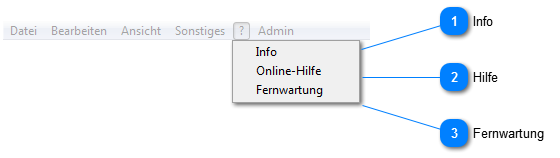 Datei Bearbeiten Ansicht Sonstiges ? Admin
Info
Online-Hilfe
Fernwartung
1 Info
2 Hilfe
3 Fernwartung